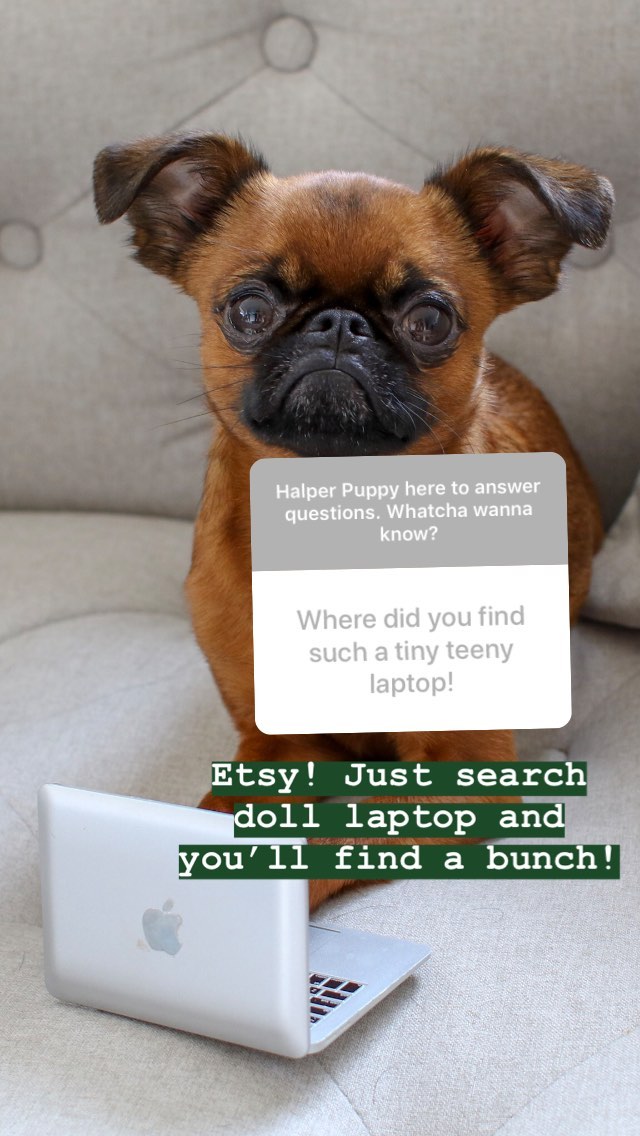 Halper Puppy here to answer
questions. Whatcha wanna
know?
Where did you find
such a tiny teeny
laptop!
Etsy! Just search
doll laptop and
you’ll find a bunch!